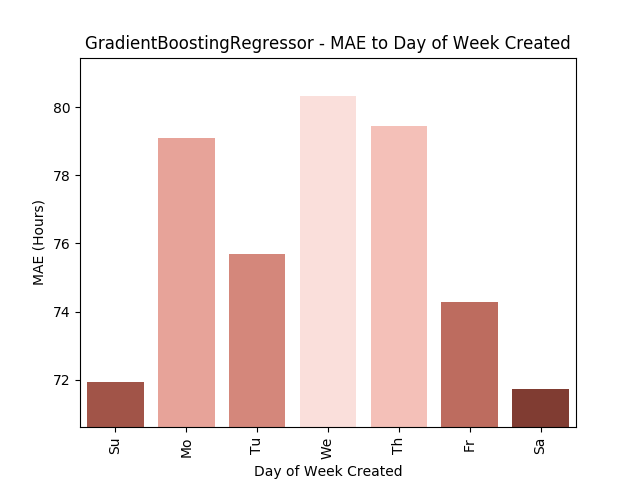 GradientBoostingRegressor - MAE to Day of Week Created
MAE (Hours)
80
78
76
74
72
Su
Mo
Tu
We
Th
Fr
Sa
Day of Week Created